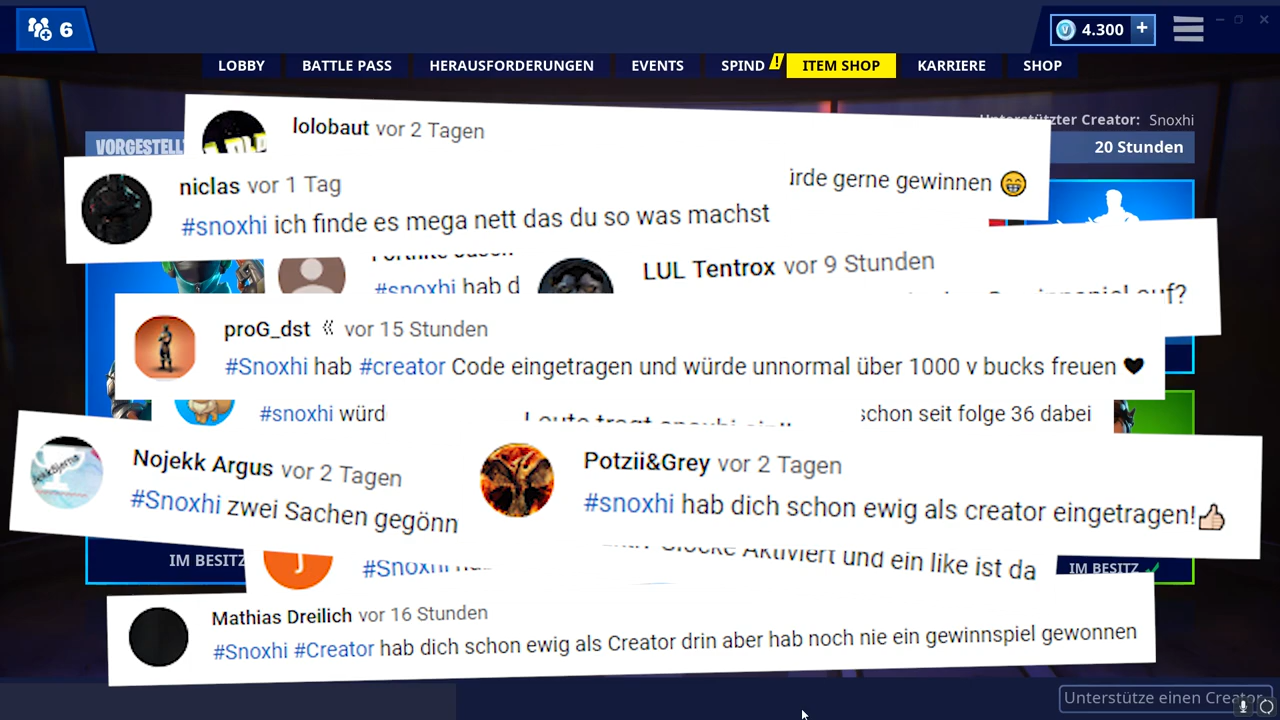 6
4.300
LOBBY
BATTLE PASS
HERAUSFORDERUNGEN
EVENTS
SPIND
ITEM SHOP
KARRIERE
SHOP
Unterstützter Creator: Snoxhi
VORGESTELL
20 Stunden
lolobaut vor 2 Tagen
gerne gewinnen 😁
niclas vor 1 Tag
#snoxhi ich finde es mega nett das du so was machst
#snoxhi hab d
LUL Tentrox vor 9 Stunden
auf?
proG_dst vor 15 Stunden
#Snoxhi hab #creator Code eingetragen und würde unnormal über 1000 v bucks freuen 🖤
#snoxhi würd
schon seit folge 36 dabei
Nojekk Argus vor 2 Tagen
#Snoxhi zwei Sachen gegönn
Potzii&Grey vor 2 Tagen
#snoxhi hab dich schon ewig als creator eingetragen!👍🏻
IM BESITZ
Glocke Aktiviert und ein like ist da
#Snoxhi
IM BESITZ
Mathias Dreilich vor 16 Stunden
#Snoxhi #Creator hab dich schon ewig als Creator drin aber hab noch nie ein gewinnspiel gewonnen
Unterstütze einen Creator